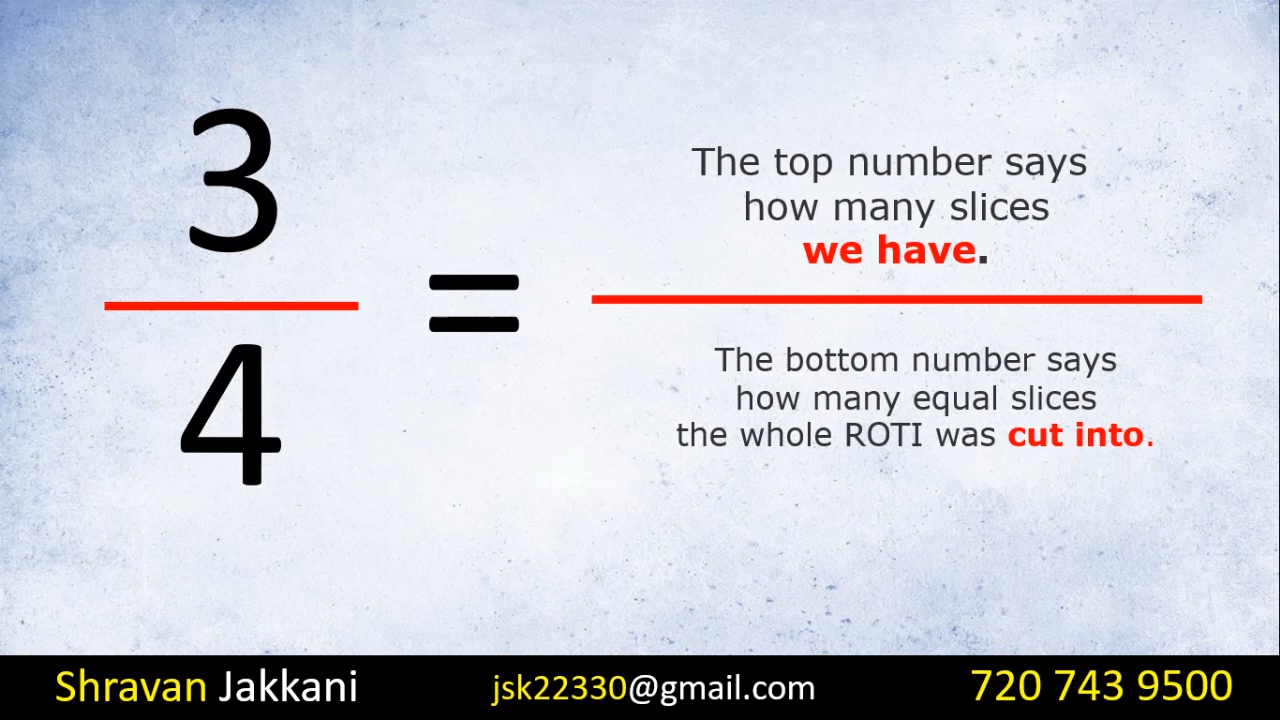 3
4
=
The top number says
how many slices
we have.
The bottom number says
how many equal slices
the whole ROTI was cut into.
Shravan Jakkani
jsk22330@gmail.com
720 743 9500